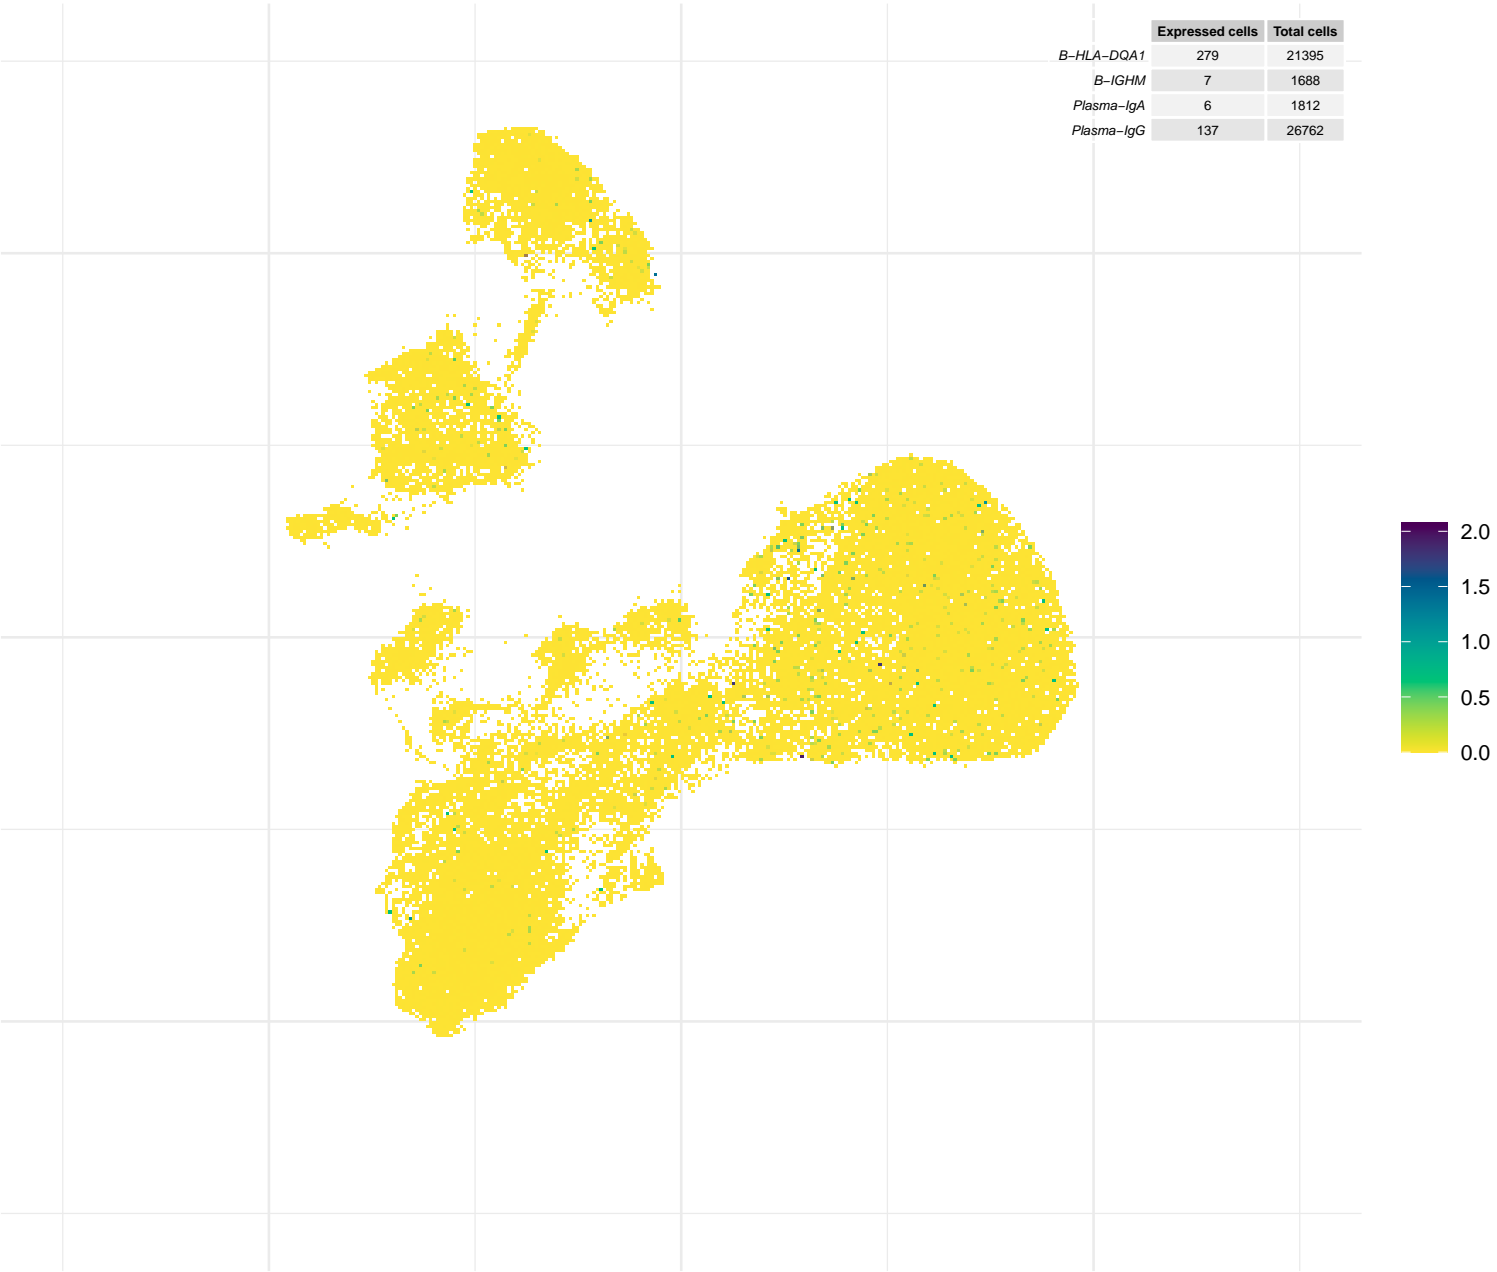 Expressed cells Total cells
B−HLA−DQA1 279 21395
B−IGHM 7 1688
Plasma−IgA 6 1812
Plasma−IgG 137 26762
2.0
1.5
1.0
0.5
0.0